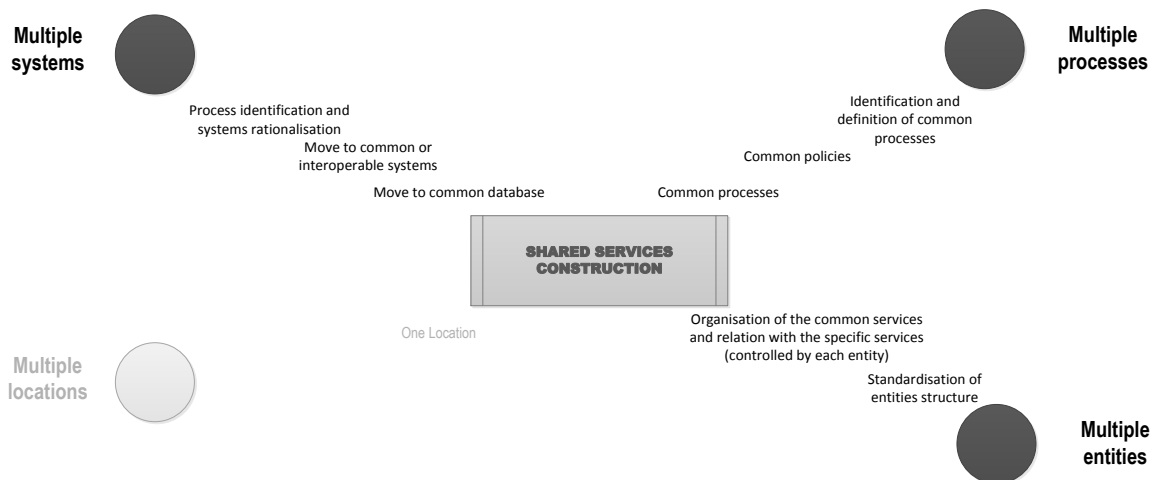 Multiple
systems
Multiple
processes
Process identification and
systems rationalisation
Move to common or
interoperable systems
Move to common database
Identification and
definition of common
processes
Common policies
Common processes
SHARED SERVICES
CONSTRUCTION
One Location
Multiple
locations
Organisation of the common services
and relation with the specific services
(controlled by each entity)
Standardisation of
entities structure
Multiple
entities